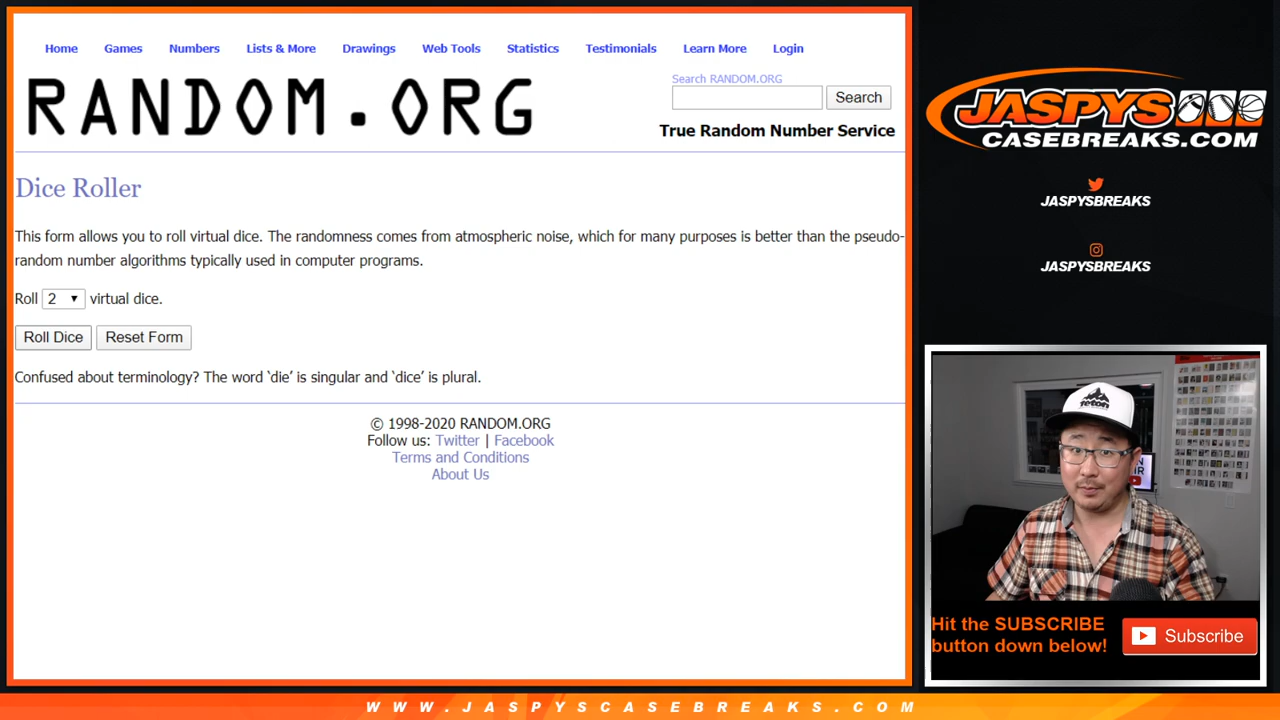 Home Games Numbers Lists & More Drawings Web Tools Statistics Testimonials Learn More Login
RANDOM.ORG
Search RANDOM.ORG
Search
True Random Number Service
Dice Roller
This form allows you to roll virtual dice. The randomness comes from atmospheric noise, which for many purposes is better than the pseudo-
random number algorithms typically used in computer programs.
Roll 2 virtual dice.
Roll Dice Reset Form
Confused about terminology? The word ‘die’ is singular and ‘dice’ is plural.
© 1998-2020 RANDOM.ORG
Follow us: Twitter | Facebook
Terms and Conditions
About Us
JASPYS
CASEBREAKS.COM
JASPYSBREAKS
JASPYSBREAKS
teton
Hit the SUBSCRIBE
button down below!
Subscribe
WWW.JASPYSCASEBREAKS.COM